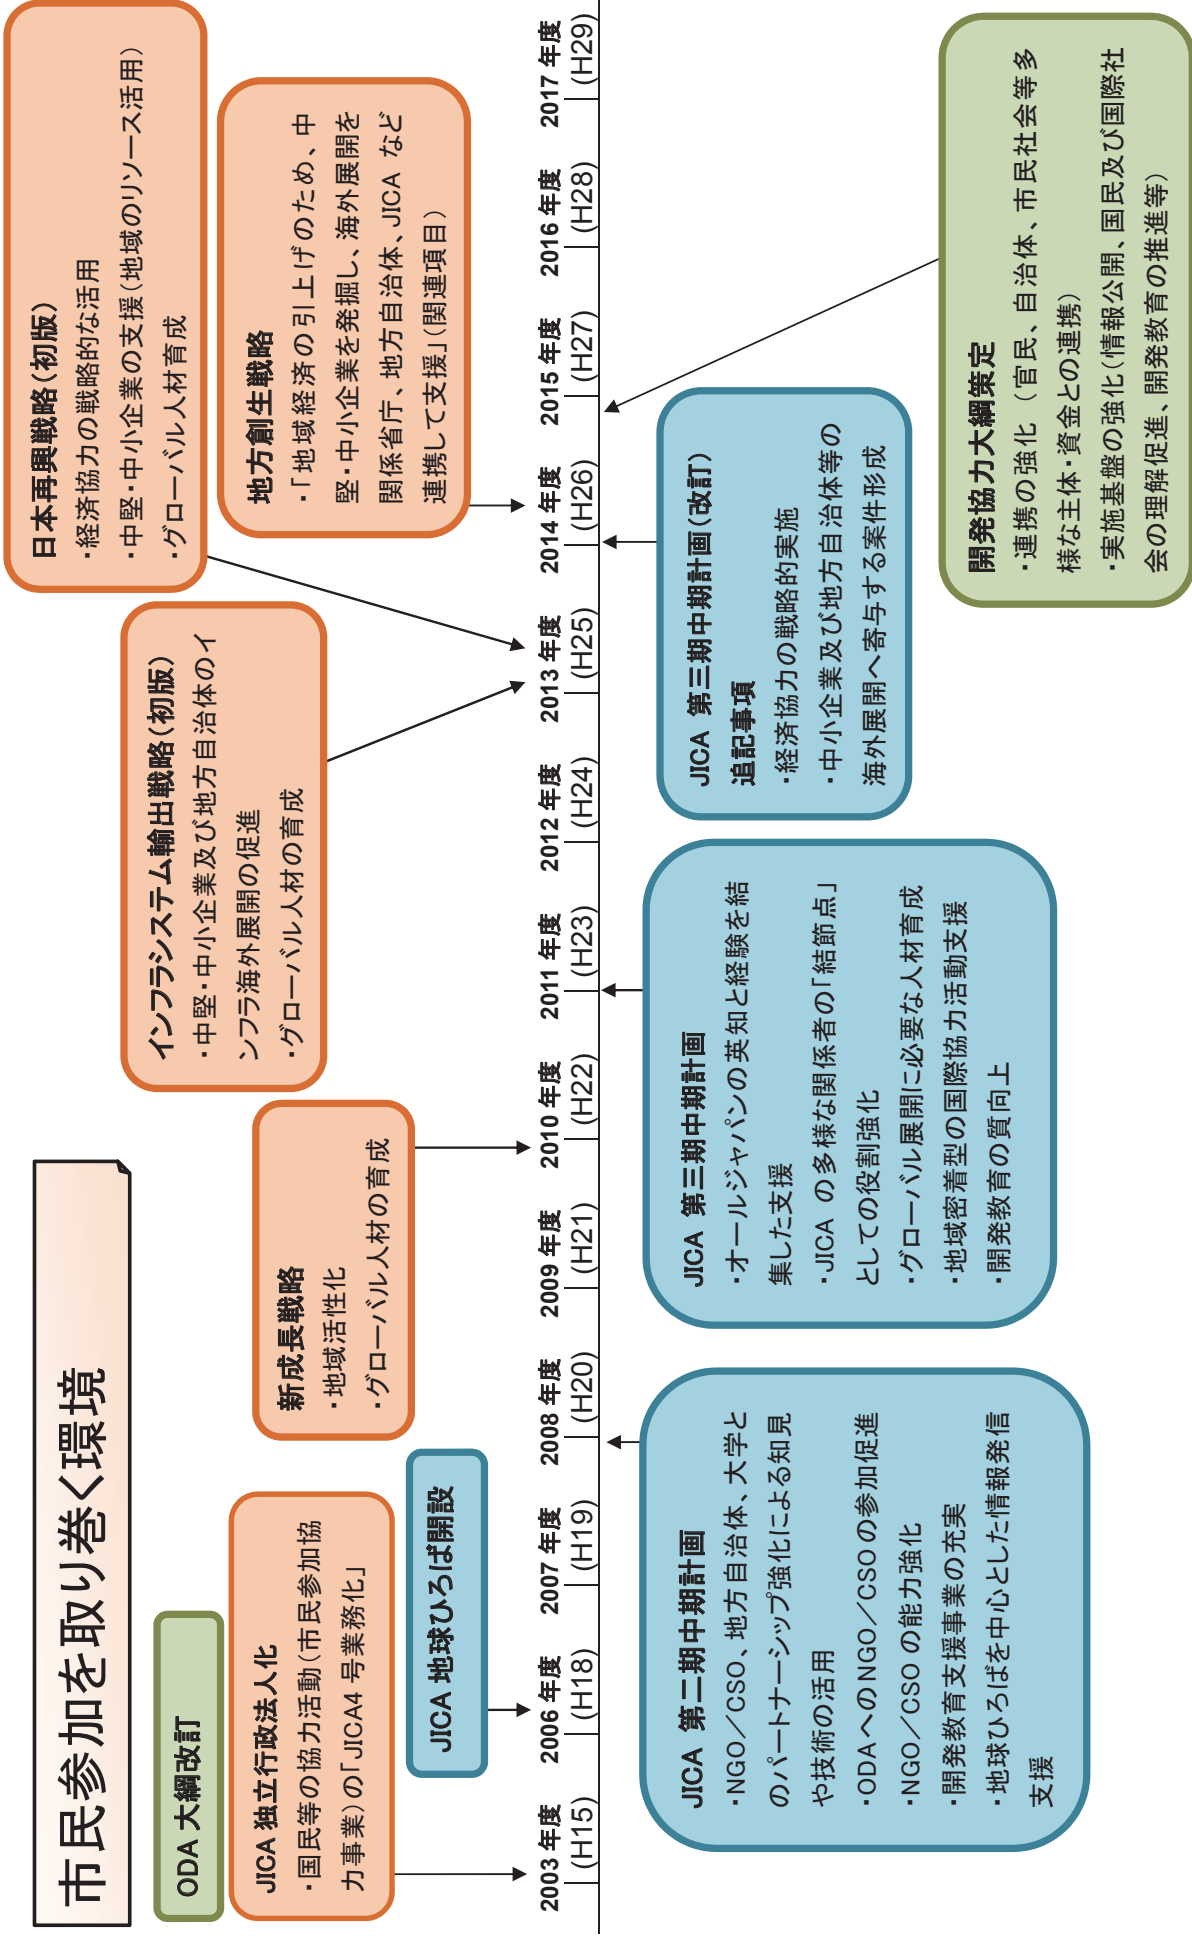 市民参加を取り巻く環境
ODA 大綱改訂
JICA 独立行政法人化
・国民等の協力活動(市民参加協
力事業)の「JICA4 号業務化」
JICA 地球ひろば開設
新成長戦略
・地域活性化
・グローバル人材の育成
インフラシステム輸出戦略(初版)
・中堅・中小企業及び地方自治体のイ
ンフラ海外展開の促進
・グローバル人材の育成
日本再興戦略(初版)
・経済協力の戦略的な活用
・中堅・中小企業の支援(地域のリソース活用)
・グローバル人材育成
地方創生戦略
・「地域経済の引上げのため、中
堅・中小企業を発掘し、海外展開を
関係省庁、地方自治体、JICA など
連携して支援」(関連項目)
2003 年度
(H15)
2006 年度
(H18)
2007 年度
(H19)
2008 年度
(H20)
2009 年度
(H21)
2010 年度
(H22)
2011 年度
(H23)
2012 年度
(H24)
2013 年度
(H25)
2014 年度
(H26)
2015 年度
(H27)
2016 年度
(H28)
2017 年度
(H29)
JICA 第二期中期計画
・NGO/CSO、地方自治体、大学と
のパートナーシップ強化による知見
や技術の活用
・ODA へのNGO/CSO の参加促進
・NGO/CSO の能力強化
・開発教育支援事業の充実
・地球ひろばを中心とした情報発信
支援
JICA 第三期中期計画
・オールジャパンの英知と経験を結
集した支援
・JICA の多様な関係者の「結節点」
としての役割強化
・グローバル展開に必要な人材育成
・地域密着型の国際協力活動支援
・開発教育の質向上
JICA 第三期中期計画(改訂)
追記事項
・経済協力の戦略的実施
・中小企業及び地方自治体等の
海外展開へ寄与する案件形成
開発協力大綱策定
・連携の強化(官民、自治体、市民社会等多
様な主体・資金との連携)
・実施基盤の強化(情報公開、国民及び国際社
会の理解促進、開発教育の推進等)